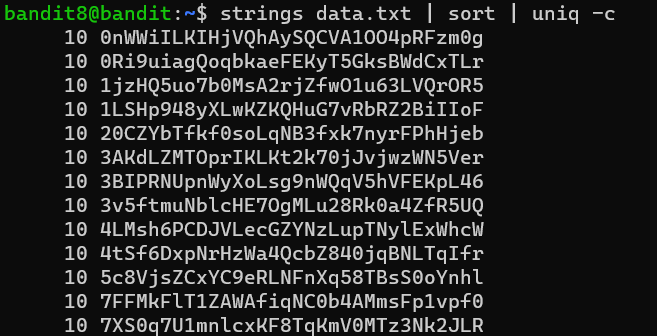 bandit8@bandit:~$ strings data.txt | sort | uniq -c
10 0nWWiILKIHjVQhAySQCVA1OO4pRFzm0g
10 0Ri9uiagQoqbkaeFEKyT5GksBWdCxTLr
10 1jzHQ5uo7b0MsA2rjZfwO1u63LVQrOR5
10 1LSHp948yXLwKZKQHuG7vRbRZ2BiIIoF
10 20CZYbTfkf0soLqNB3fxk7nyrFPhHjeb
10 3AKdLZMTOprIKLKt2k70jJvjwzWN5Ver
10 3BIPRNUpnWyXoLsg9nWQqV5hVFEKpL46
10 3v5ftmuNblcHE7OgMLu28Rk0a4ZfR5UQ
10 4LMsh6PCDJVLecGZYNzLupTNylExWhcW
10 4tSf6DxpNrHzWa4QcbZ840jqBNLTqIfr
10 5c8VjsZCxYC9eRLNFnXq58TBsS0oYnhl
10 7FFMkFlT1ZAWAfiqNC0b4AMmsFp1vpf0
10 7XS0q7U1mnlcxKF8TqKmV0MTz3Nk2JLR